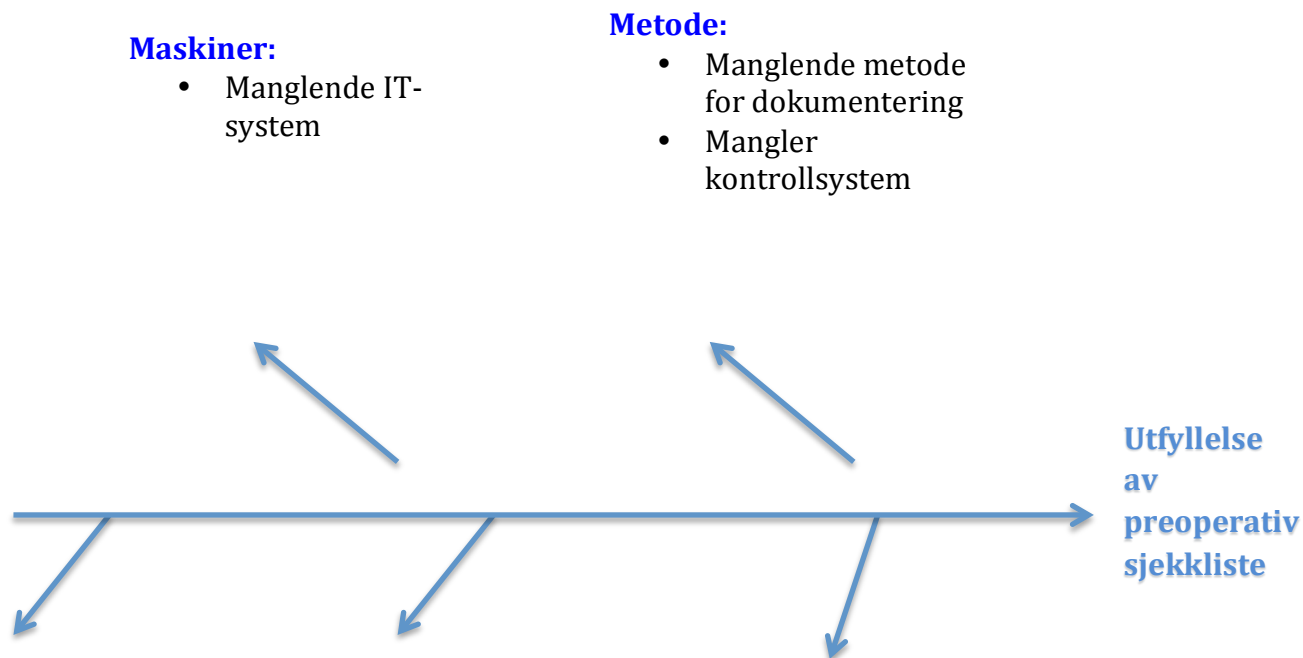 Maskiner:
• Manglende IT-
system
Metode:
• Manglende metode
for dokumentering
• Mangler
kontrollsystem
Utfyllelse
av
preoperativ
sjekkliste